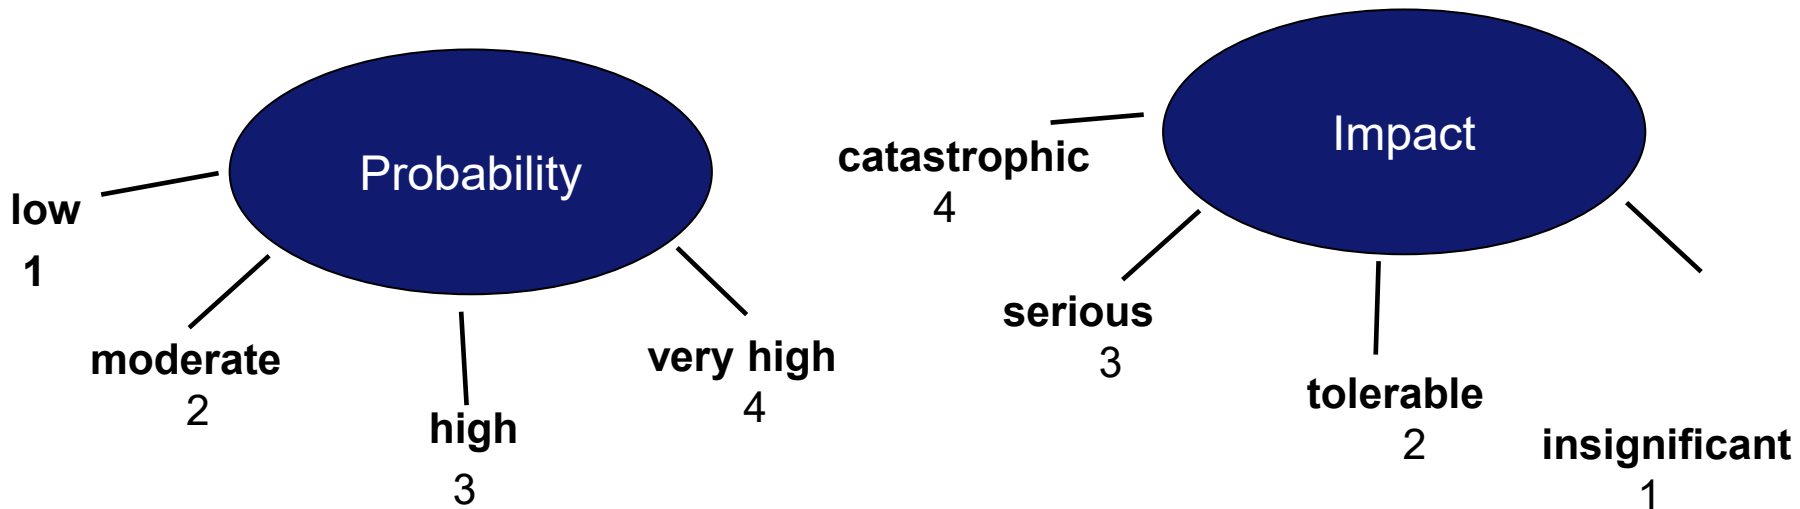 Probability
low
1
moderate
2
high
3
very high
4
Impact
catastrophic
4
serious
3
tolerable
2
insignificant
1